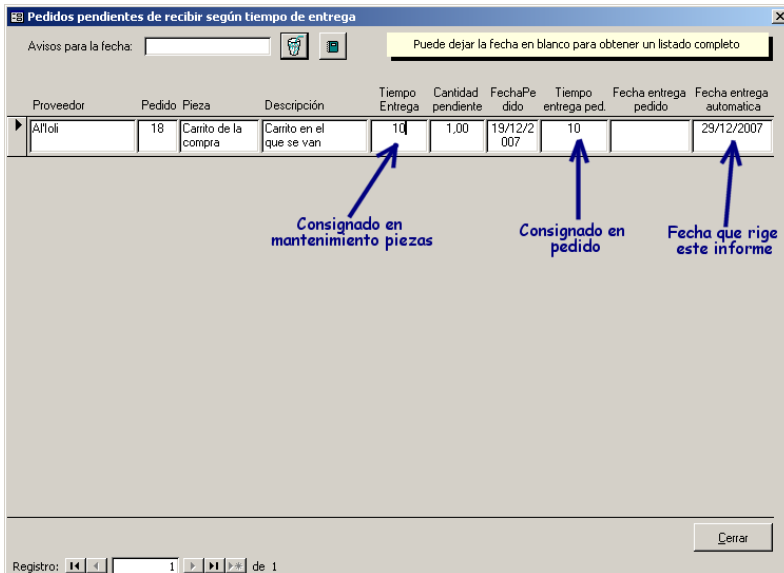 Pedidos pendientes de recibir según tiempo de entrega
Avisos para la fecha:
Puede dejar la fecha en blanco para obtener un listado completo
Proveedor Pedido Pieza Descripción Tiempo Entrega Cantidad pendiente FechaPe dido Tiempo entrega ped. Fecha entrega pedido Fecha entrega automatica
Al'Ioli 18 Carrito de la compra Carrito en el que se van 10 1,00 19/12/2 007 10 29/12/2007
Consignado en
mantenimiento piezas
Consignado en
pedido
Fecha que rige
este informe
Cerrar
Registro: 1 de 1